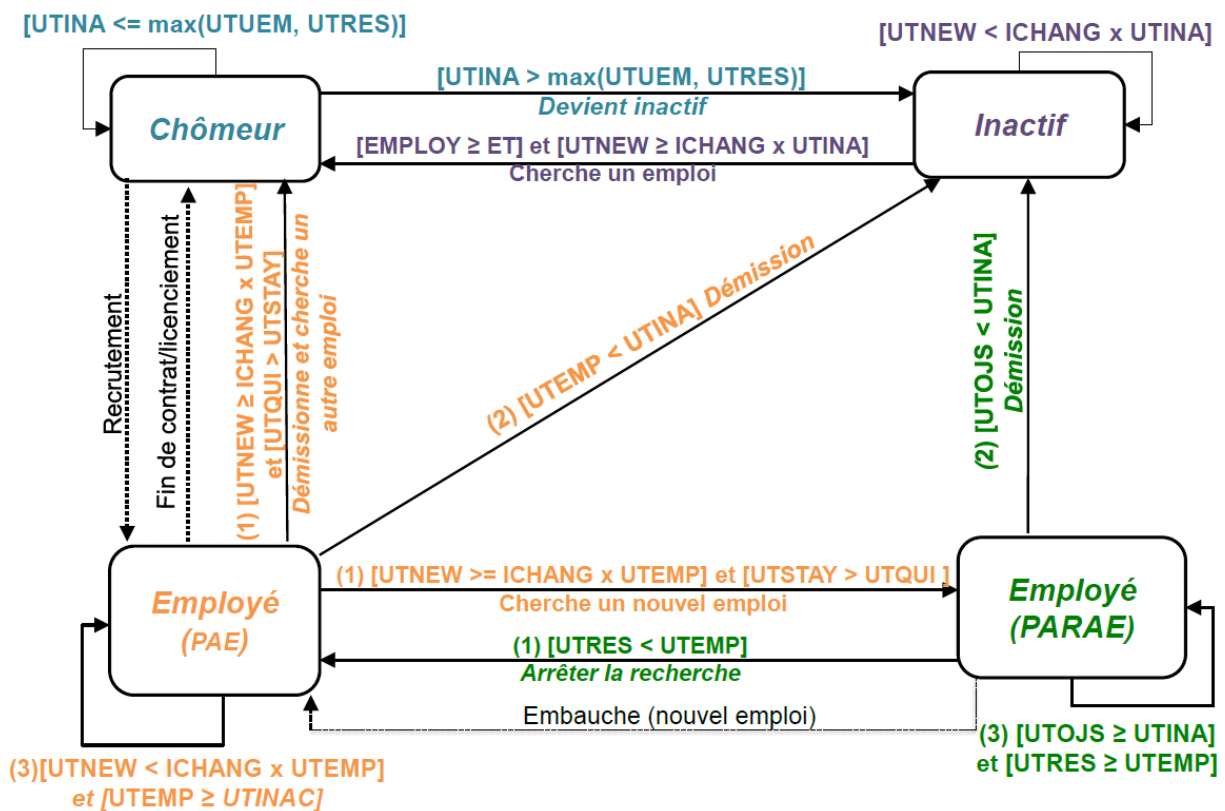 [UTINA <= max(UTUEM, UTRES)]
[UTNEW < ICHANG x UTINA]
[UTINA > max(UTUEM, UTRES)]
Devient inactif
Chômeur
Inactif
[EMPLOY ≥ ET] et [UTNEW ≥ ICHANG x UTINA]
Cherche un emploi
Recrutement
Fin de contrat/licenciement
(1) [UTNEW ≥ ICHANG x UTEMP]
et [UTQUI > UTSTAY]
Démissionne et cherche un
autre emploi
(2) [UTEMP < UTINA] Démission
(2) [UTOJS < UTINA]
Démission
(1) [UTNEW >= ICHANG x UTEMP] et [UTSTAY > UTQUI ]
Cherche un nouvel emploi
Employé
(PAE)
Employé
(PARAE)
(1) [UTRES < UTEMP]
Arrêter la recherche
Embauche (nouvel emploi)
(3) [UTOJS ≥ UTINA]
et [UTRES ≥ UTEMP]
(3)[UTNEW < ICHANG x UTEMP]
et [UTEMP ≥ UTINAC]